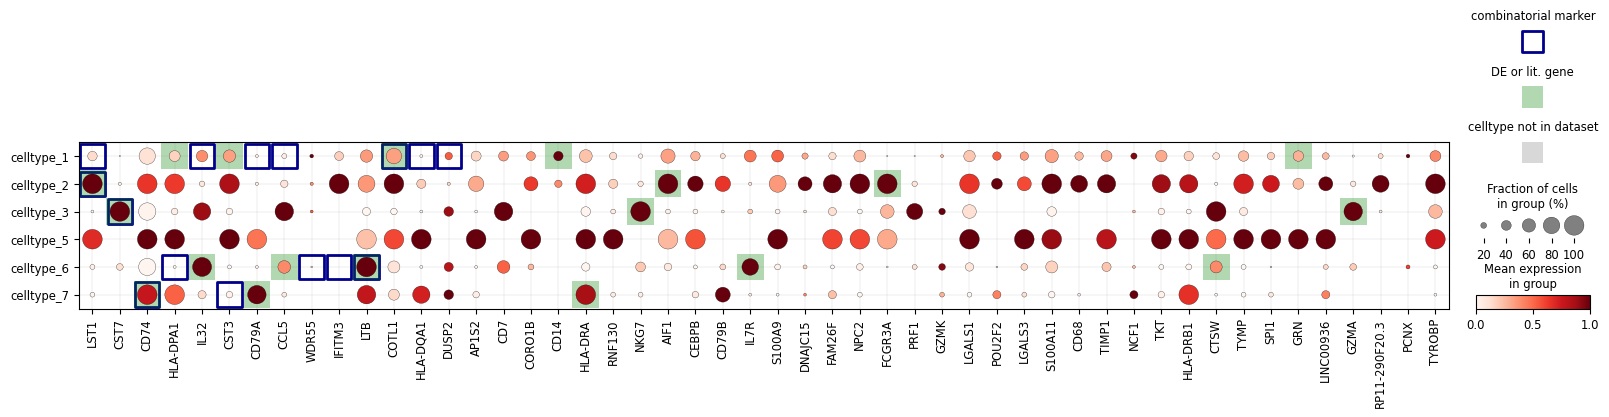 combinatorial marker
DE or lit. gene
celltype not in dataset
Fraction of cells
in group (%)
20 40 60 80 100
Mean expression
in group
0.0 0.5 1.0
celltype_1
celltype_2
celltype_3
celltype_5
celltype_6
celltype_7
LST1
CST7
CD74
HLA-DPA1
IL32
CST3
CD79A
CCL5
WDR55
IFITM3
LTB
COTL1
HLA-DQA1
DUSP2
AP1S2
CD7
CORO1B
CD14
HLA-DRA
RNF130
NKG7
AIF1
CEBPB
CD79B
IL7R
S100A9
DNAJC15
FAM26F
NPC2
FCGR3A
PRF1
GZMK
LGALS1
POU2F2
LGALS3
S100A11
CD68
TIMP1
NCF1
TKT
HLA-DRB1
CTSW
TYMP
SPI1
GRN
LINC00936
GZMA
RP11-290F20.3
PCNX
TYROBP